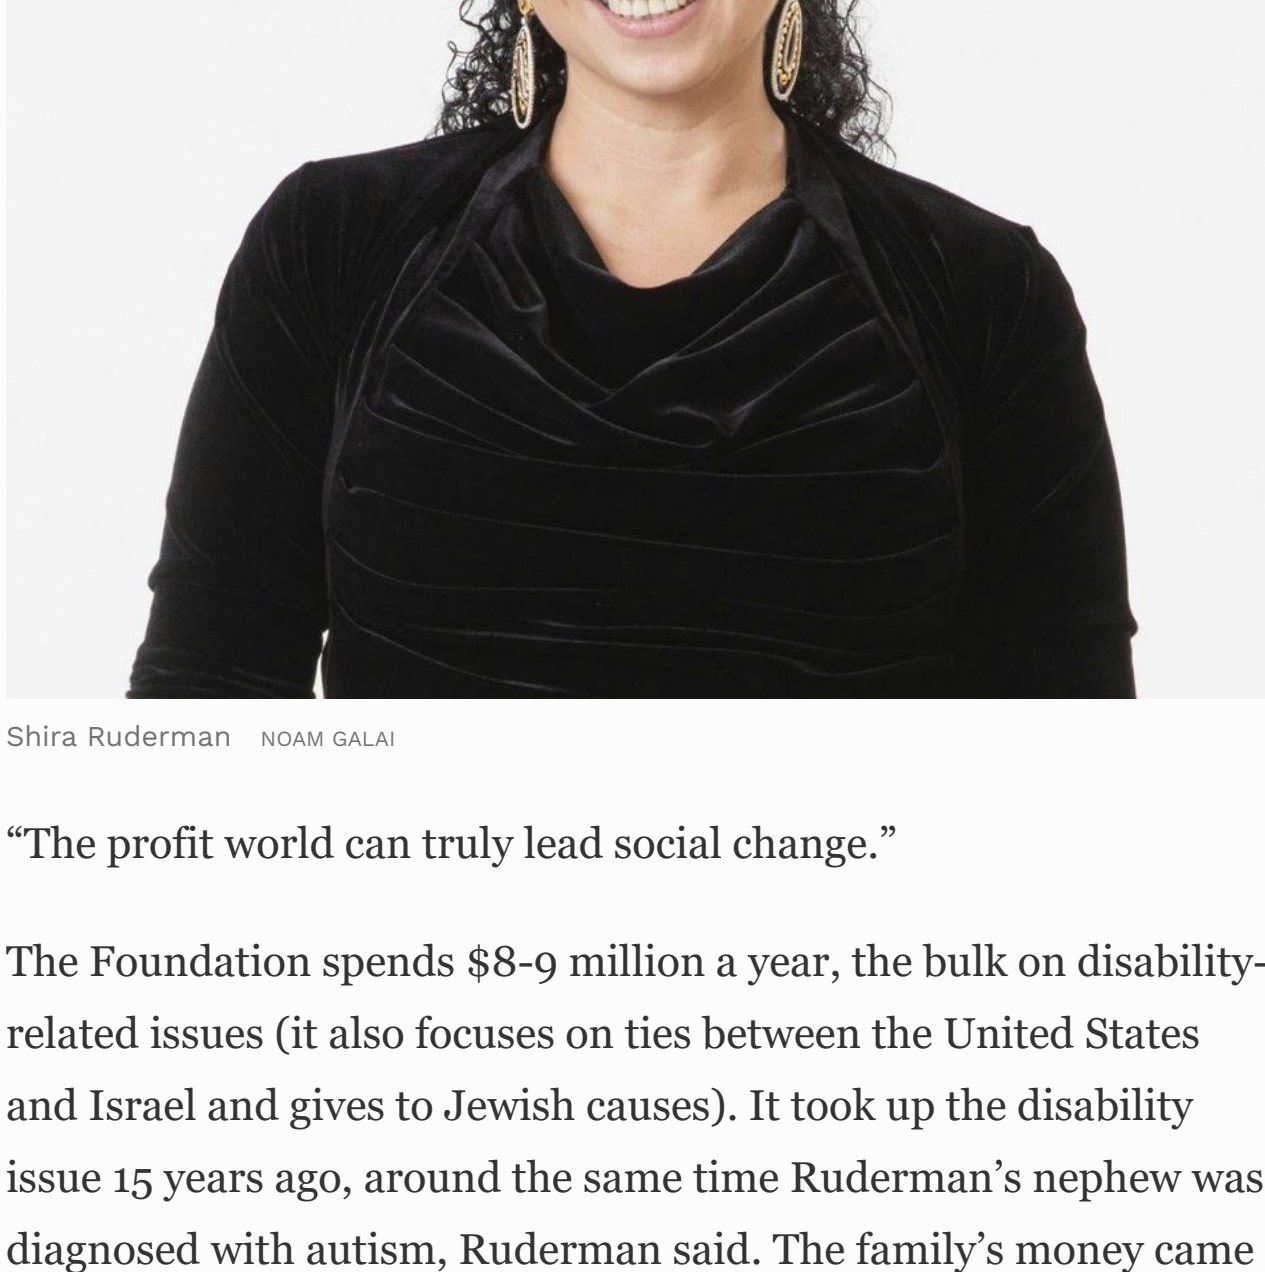 Shira Ruderman NOAM GALAI
“The profit world can truly lead social change.”
The Foundation spends $8-9 million a year, the bulk on disability-
related issues (it also focuses on ties between the United States
and Israel and gives to Jewish causes). It took up the disability
issue 15 years ago, around the same time Ruderman’s nephew was
diagnosed with autism, Ruderman said. The family’s money came